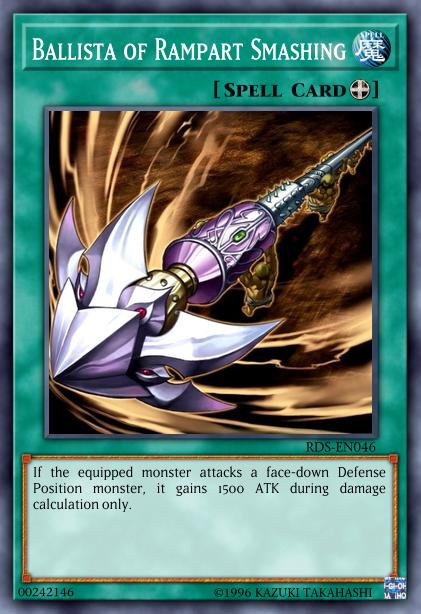 BALLISTA OF RAMPART SMASHING
SPELL
魔
[SPELL CARD]
RDS-EN046
If the equipped monster attacks a face-down Defense
Position monster, it gains 1500 ATK during damage
calculation only.
00242146
©1996 KAZUKI TAKAHASHI